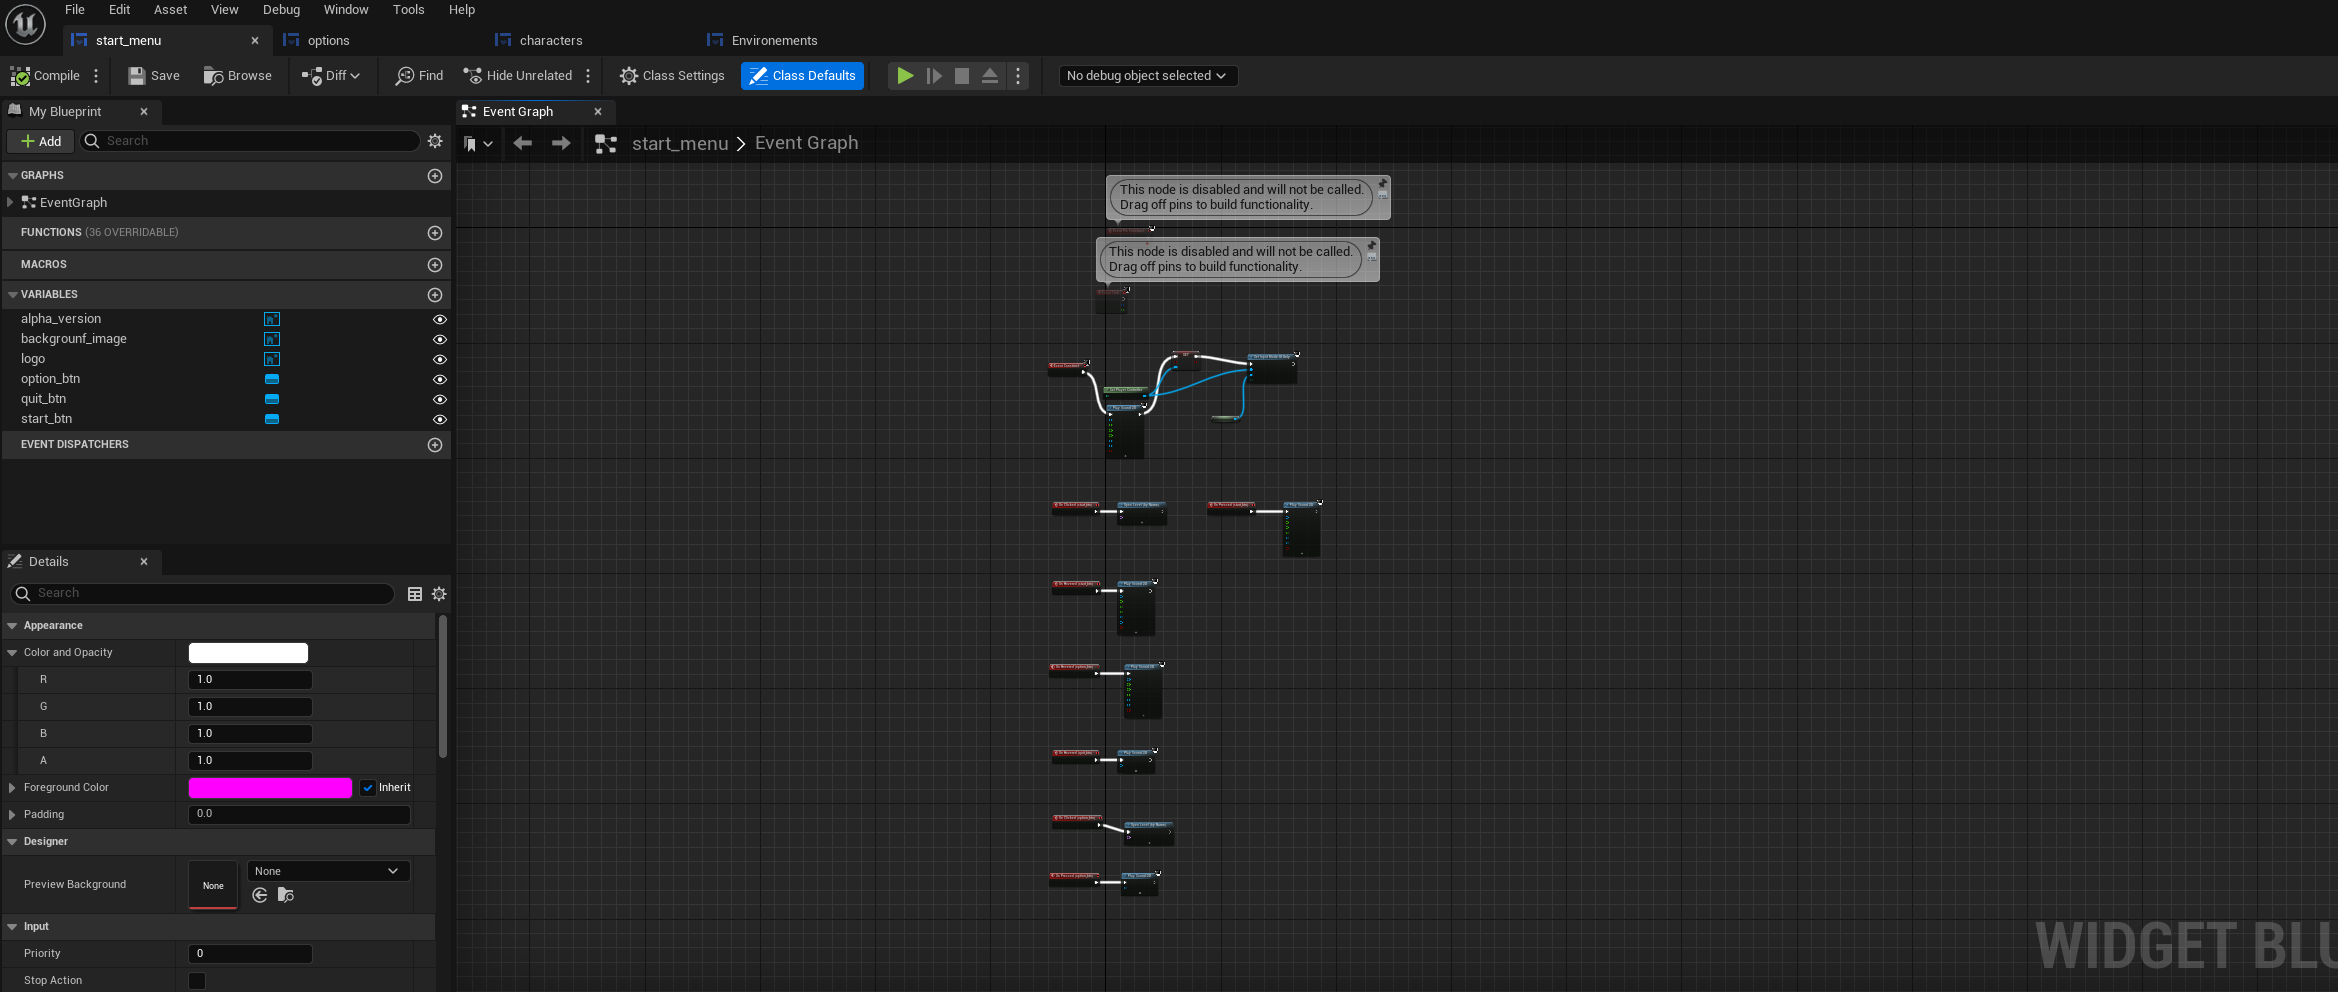 File Edit Asset View Debug Window Tools Help
start_menu options characters Environements
Compile Save Browse Diff Find Hide Unrelated Class Settings Class Defaults No debug object selected
My Blueprint Event Graph
Add Search start_menu > Event Graph
GRAPHS
EventGraph
FUNCTIONS (36 OVERRIDABLE)
MACROS
VARIABLES
alpha_version
backgrounf_image
logo
option_btn
quit_btn
start_btn
EVENT DISPATCHERS
This node is disabled and will not be called.
Drag off pins to build functionality.
This node is disabled and will not be called.
Drag off pins to build functionality.
Details
Search
Appearance
Color and Opacity
R 1.0
G 1.0
B 1.0
A 1.0
Foreground Color Inherit
Padding 0.0
Designer
Preview Background None None
Input
Priority 0
Stop Action
WIDGET BLU